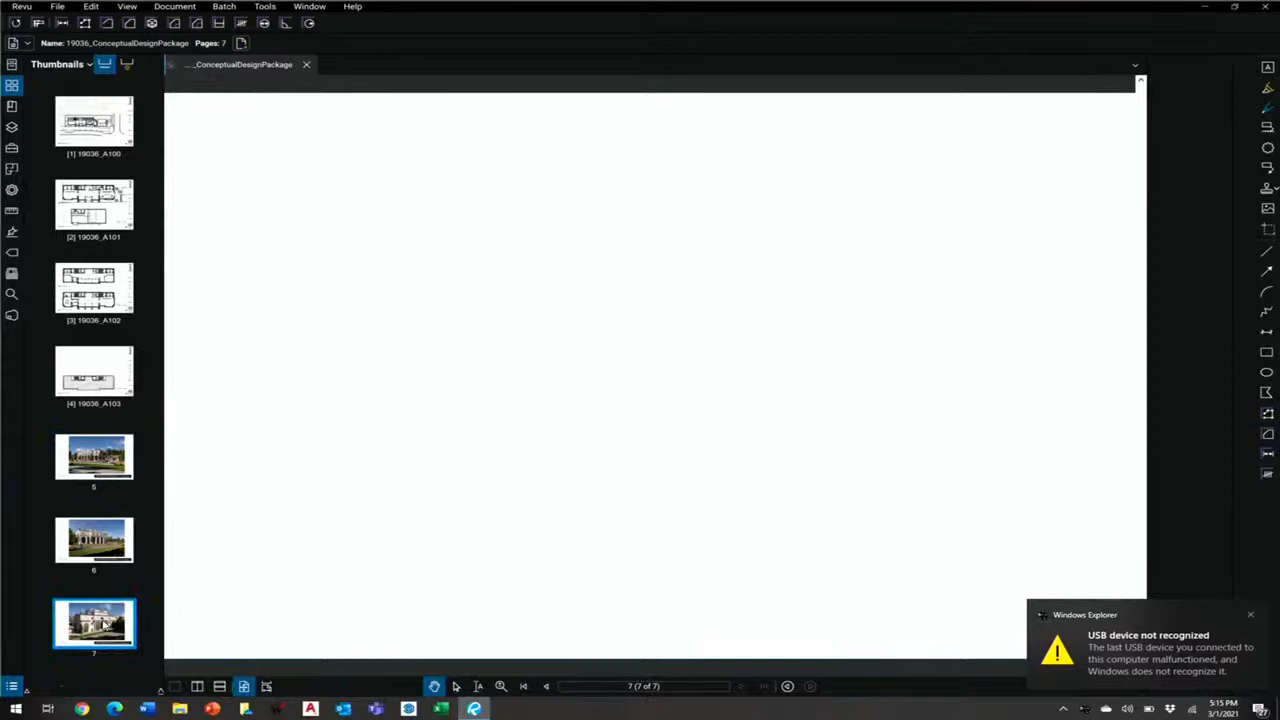 Revu File Edit View Document Batch Tools Window Help
Name: 19036_ConceptualDesignPackage Pages: 7
Thumbnails
..._ConceptualDesignPackage
[1] 19036_A100
[2] 19036_A101
[3] 19036_A102
[4] 19036_A103
5
6
7
Windows Explorer
USB device not recognized
The last USB device you connected to
this computer malfunctioned, and
Windows does not recognize it.
7 (7 of 7)
5:15 PM
3/1/2021
27